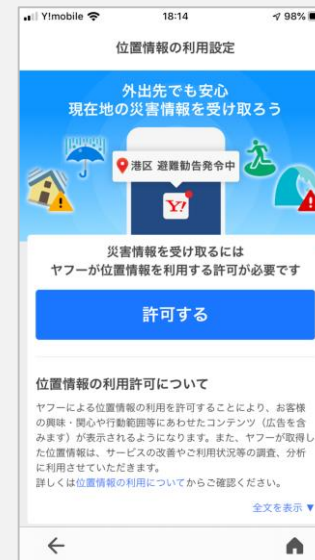 Y!mobile 18:14 98%
位置情報の利用設定
外出先でも安心
現在地の災害情報を受け取ろう
港区 避難勧告発令中
Y!
災害情報を受け取るには
ヤフーが位置情報を利用する許可が必要です
許可する
位置情報の利用許可について
ヤフーによる位置情報の利用を許可することにより、お客様
の興味・関心や行動範囲等にあわせたコンテンツ（広告を含
みます）が表示されるようになります。また、ヤフーが取得し
た位置情報は、サービスの改善やご利用状況等の調査、分析
に利用させていただきます。
詳しくは位置情報の利用についてからご確認ください。
全文を表示 ▼